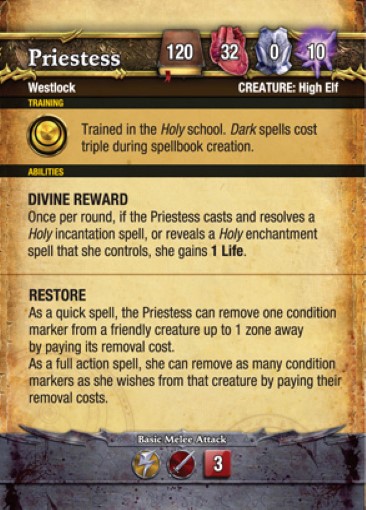 Priestess 120 32 0 10
Westlock CREATURE: High Elf
TRAINING
Trained in the Holy school. Dark spells cost
triple during spellbook creation.
ABILITIES
DIVINE REWARD
Once per round, if the Priestess casts and resolves a
Holy incantation spell, or reveals a Holy enchantment
spell that she controls, she gains 1 Life.
RESTORE
As a quick spell, the Priestess can remove one condition
marker from a friendly creature up to 1 zone away
by paying its removal cost.
As a full action spell, she can remove as many condition
markers as she wishes from that creature by paying their
removal costs.
Basic Melee Attack
3